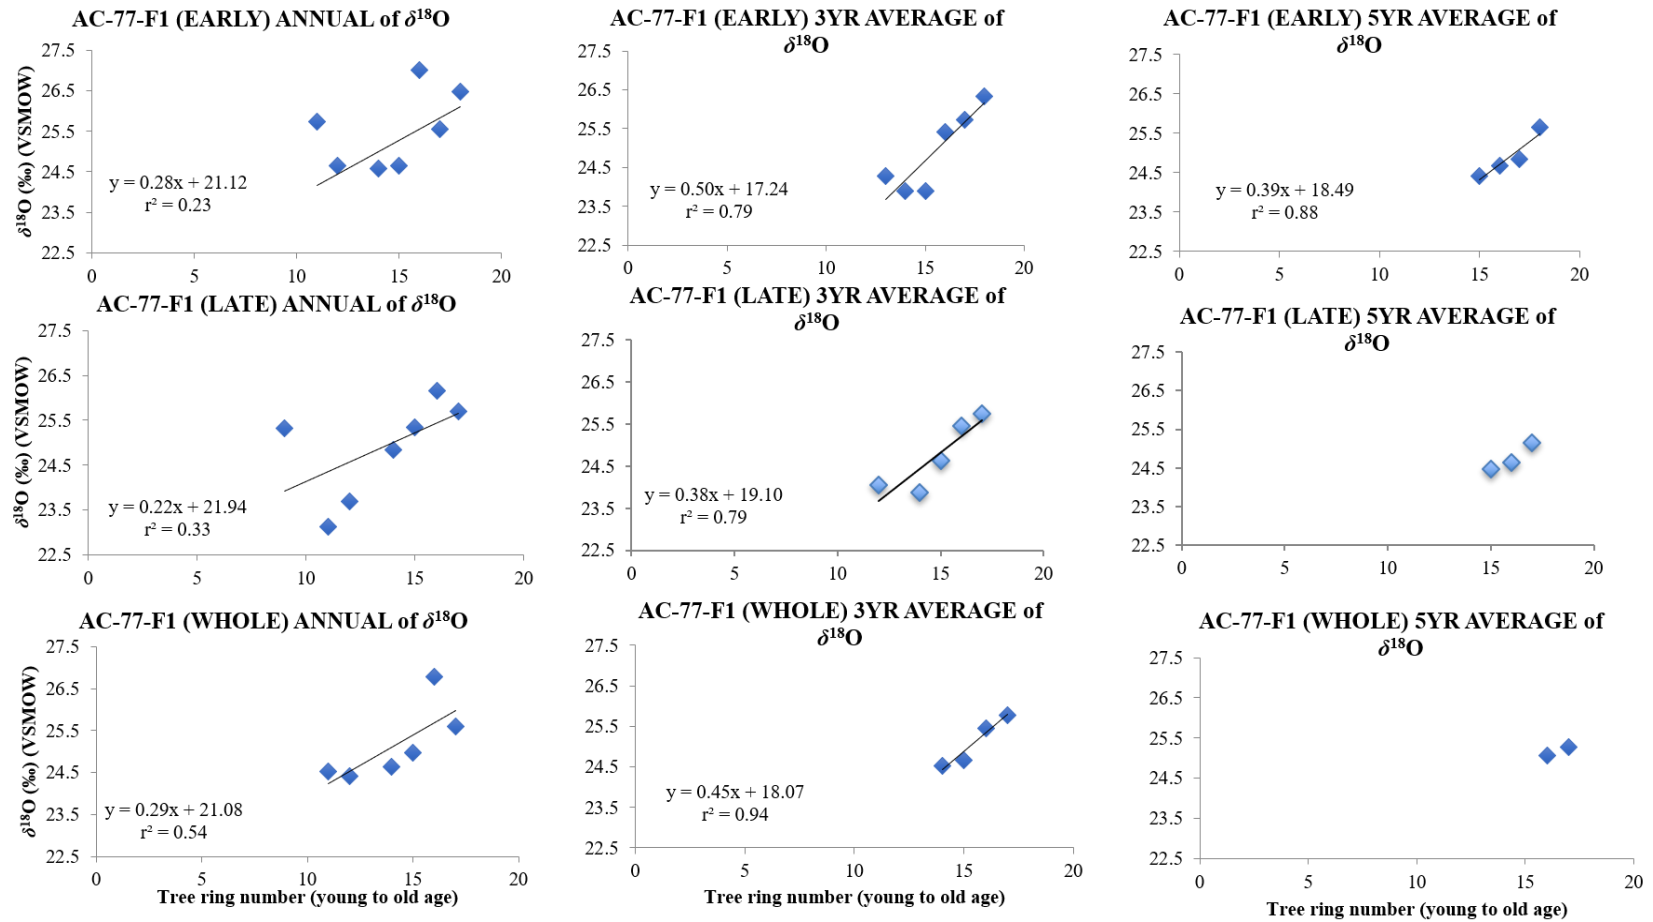 AC-77-F1 (EARLY) ANNUAL of δ¹⁸O
27.5
26.5
25.5
24.5
23.5
22.5
δ¹⁸O (‰) (VSMOW)
y = 0.28x + 21.12
r² = 0.23
0 5 10 15 20
AC-77-F1 (EARLY) 3YR AVERAGE of
δ¹⁸O
27.5
26.5
25.5
24.5
23.5
22.5
y = 0.50x + 17.24
r² = 0.79
0 5 10 15 20
AC-77-F1 (EARLY) 5YR AVERAGE of
δ¹⁸O
27.5
26.5
25.5
24.5
23.5
22.5
y = 0.39x + 18.49
r² = 0.88
0 5 10 15 20
AC-77-F1 (LATE) ANNUAL of δ¹⁸O
27.5
26.5
25.5
24.5
23.5
22.5
δ¹⁸O (‰) (VSMOW)
y = 0.22x + 21.94
r² = 0.33
0 5 10 15 20
AC-77-F1 (LATE) 3YR AVERAGE of
δ¹⁸O
27.5
26.5
25.5
24.5
23.5
22.5
y = 0.38x + 19.10
r² = 0.79
0 5 10 15 20
AC-77-F1 (LATE) 5YR AVERAGE of
δ¹⁸O
27.5
26.5
25.5
24.5
23.5
22.5
0 5 10 15 20
AC-77-F1 (WHOLE) ANNUAL of δ¹⁸O
27.5
26.5
25.5
24.5
23.5
22.5
δ¹⁸O (‰) (VSMOW)
y = 0.29x + 21.08
r² = 0.54
0 5 10 15 20
Tree ring number (young to old age)
AC-77-F1 (WHOLE) 3YR AVERAGE of
δ¹⁸O
27.5
26.5
25.5
24.5
23.5
22.5
y = 0.45x + 18.07
r² = 0.94
0 5 10 15 20
Tree ring number (young to old age)
AC-77-F1 (WHOLE) 5YR AVERAGE of
δ¹⁸O
27.5
26.5
25.5
24.5
23.5
22.5
0 5 10 15 20
Tree ring number (young to old age)